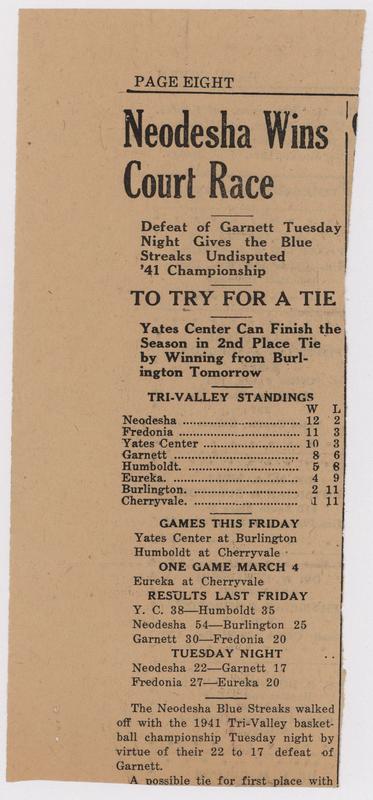 PAGE EIGHT
Neodesha Wins
Court Race
Defeat of Garnett Tuesday
Night Gives the Blue
Streaks Undisputed
'41 Championship
TO TRY FOR A TIE
Yates Center Can Finish the
Season in 2nd Place Tie
by Winning from Burl-
ington Tomorrow
TRI-VALLEY STANDINGS
W L
Neodesha .......................... 12 2
Fredonia .......................... 11 3
Yates Center .......................... 10 3
Garnett .......................... 8 6
Humboldt. .......................... 5 8
Eureka. .......................... 4 9
Burlington. .......................... 2 11
Cherryvale. .......................... 1 11
GAMES THIS FRIDAY
Yates Center at Burlington
Humboldt at Cherryvale
ONE GAME MARCH 4
Eureka at Cherryvale
RESULTS LAST FRIDAY
Y. C. 38—Humboldt 35
Neodesha 54—Burlington 25
Garnett 30—Fredonia 20
TUESDAY NIGHT
Neodesha 22—Garnett 17
Fredonia 27—Eureka 20
The Neodesha Blue Streaks walked
off with the 1941 Tri-Valley basket-
ball championship Tuesday night by
virtue of their 22 to 17 defeat of
Garnett.
A possible tie for first place with